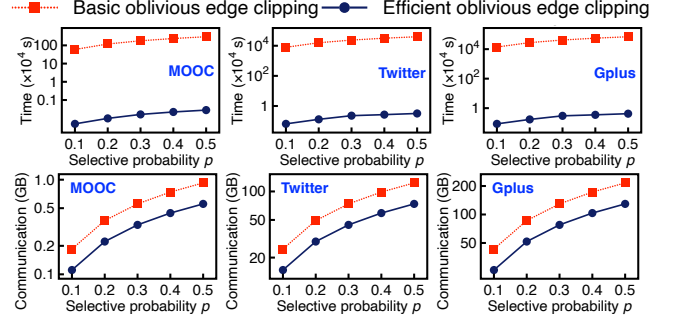 Basic oblivious edge clipping Efficient oblivious edge clipping
Time (×10⁴ s)
100
10
1
0.1
MOOC
0.1 0.2 0.3 0.4 0.5
Selective probability p
Time (×10⁴ s)
10⁴
10²
1
Twitter
0.1 0.2 0.3 0.4 0.5
Selective probability p
Time (×10⁴ s)
10⁴
10²
1
Gplus
0.1 0.2 0.3 0.4 0.5
Selective probability p
Communication (GB)
1.0
0.5
0.2
0.1
MOOC
0.1 0.2 0.3 0.4 0.5
Selective probability p
Communication (GB)
100
50
20
Twitter
0.1 0.2 0.3 0.4 0.5
Selective probability p
Communication (GB)
200
100
50
Gplus
0.1 0.2 0.3 0.4 0.5
Selective probability p